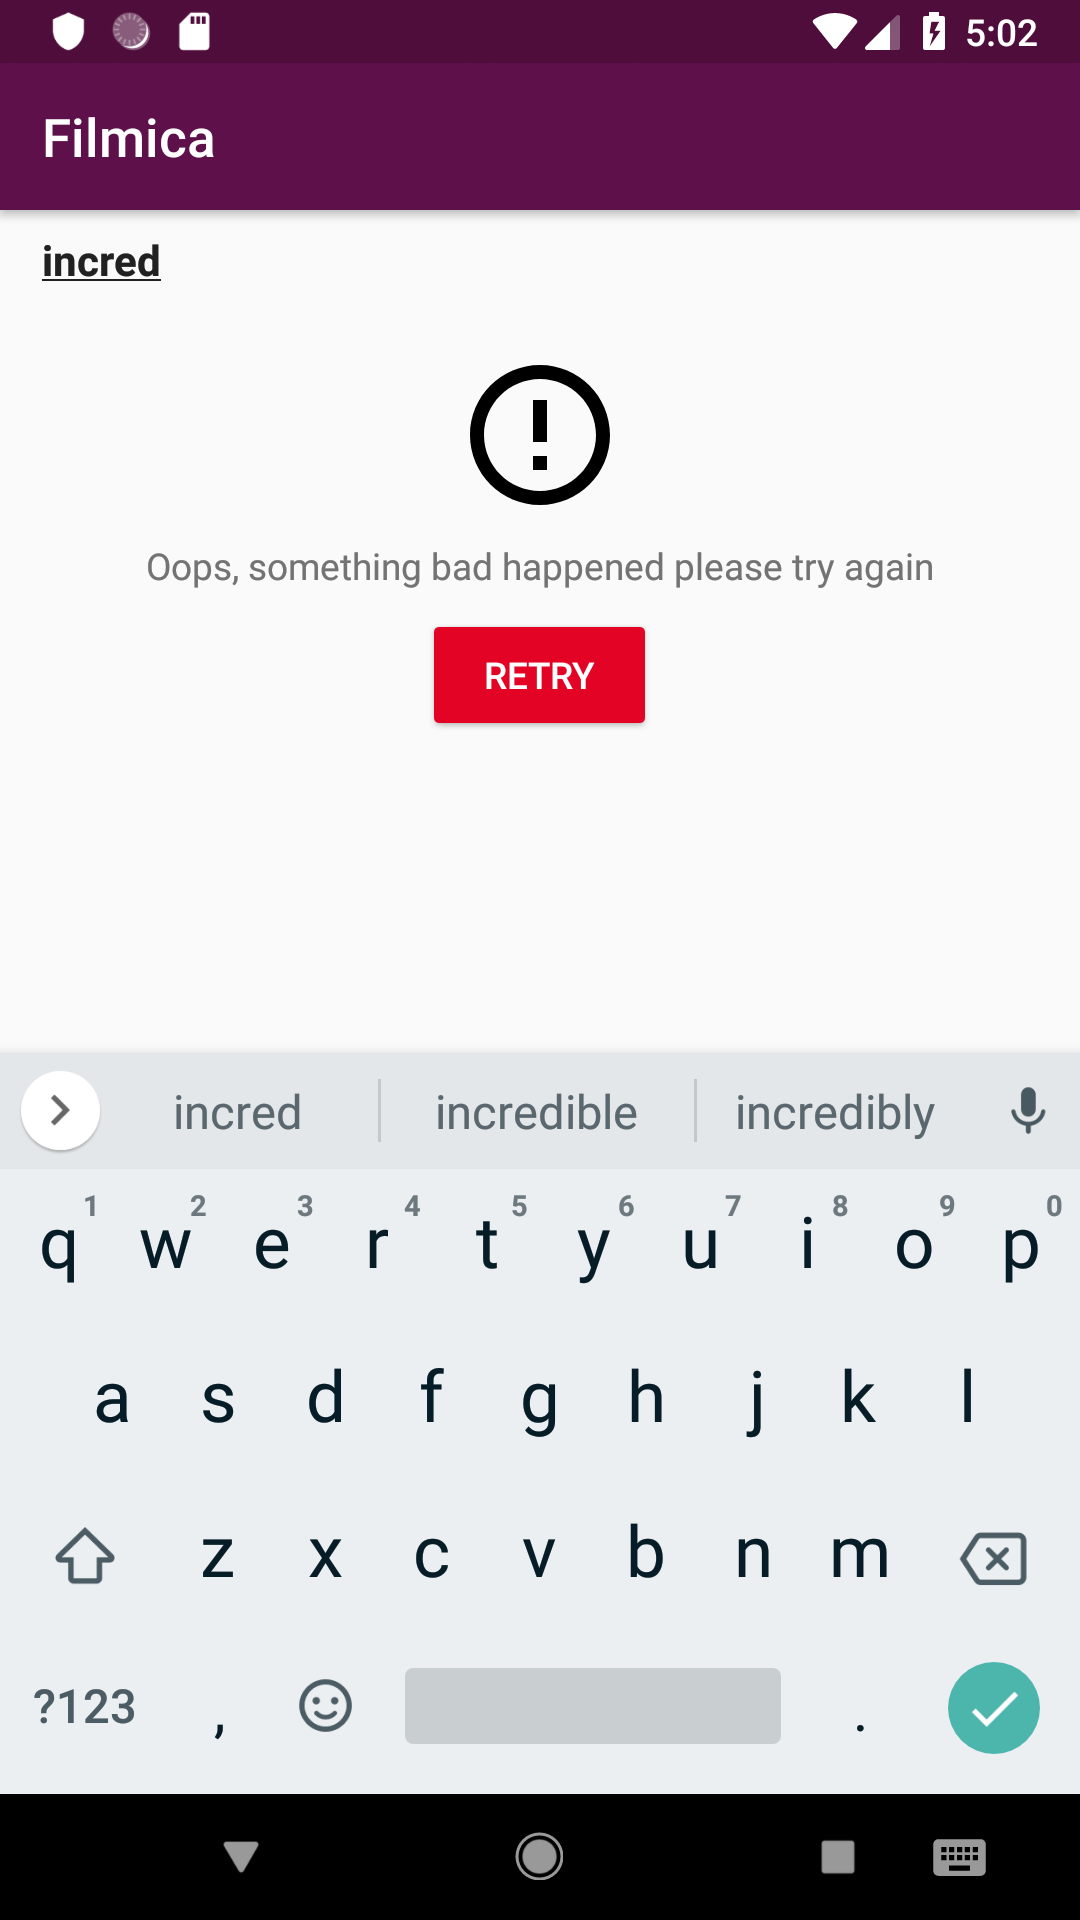 5:02
Filmica
incred
Oops, something bad happened please try again
RETRY
incred incredible incredibly
1 2 3 4 5 6 7 8 9 0
q w e r t y u i o p
a s d f g h j k l
z x c v b n m
?123 , .